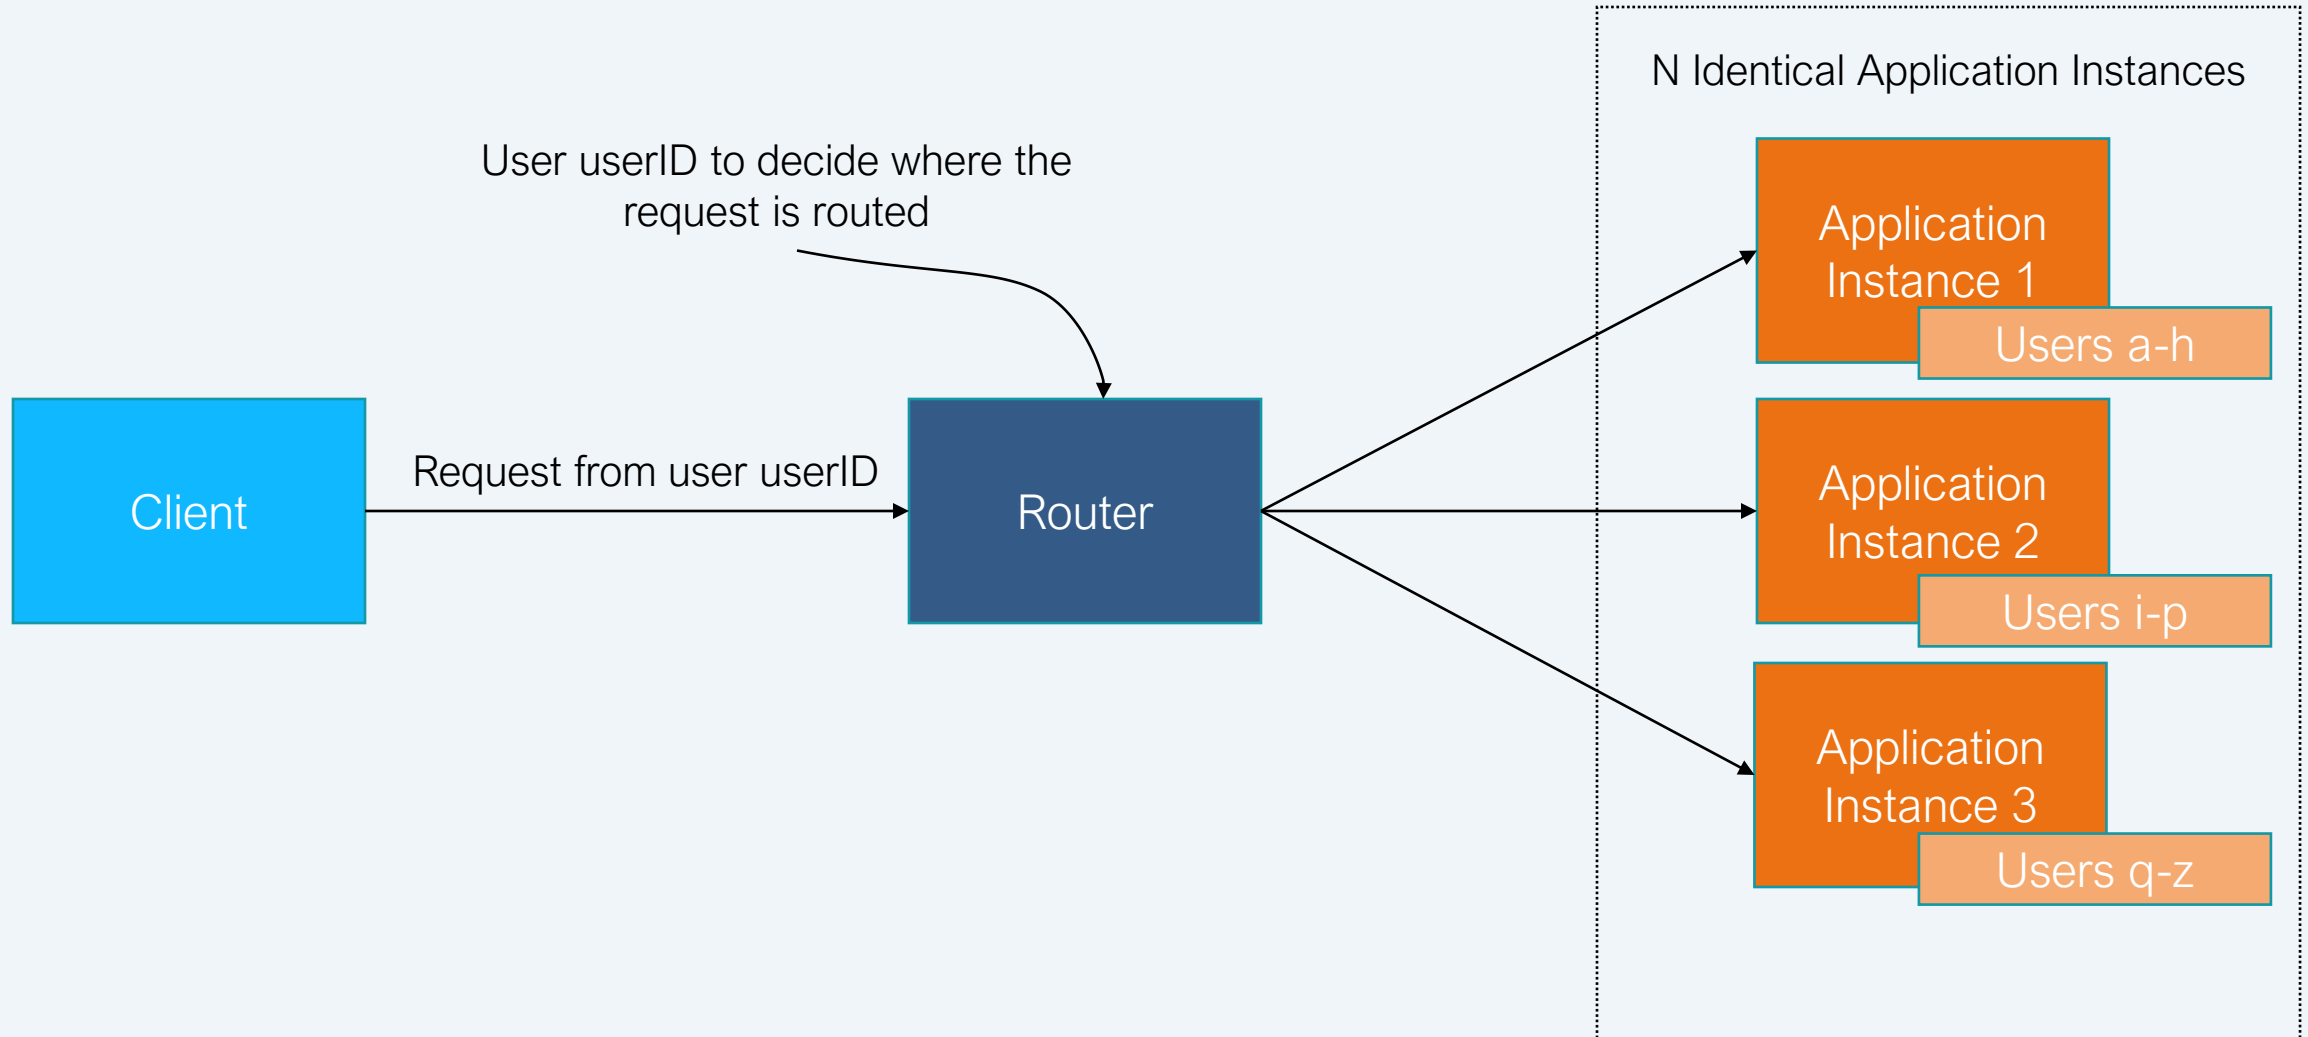 N Identical Application Instances
User userID to decide where the
request is routed
Application
Instance 1
Users a-h
Client
Request from user userID
Router
Application
Instance 2
Users i-p
Application
Instance 3
Users q-z